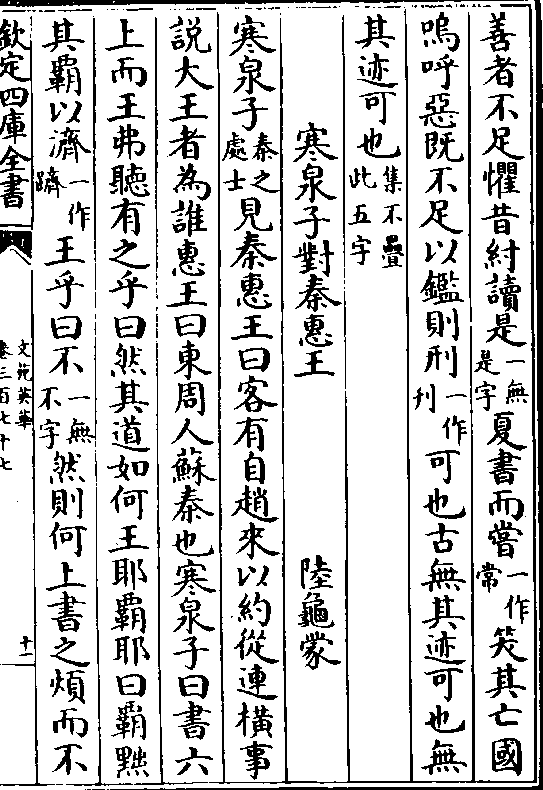 善者不足懼昔紂讀是一無是字夏書而嘗一作常笑其亡國
嗚呼惡既不足以鑑則刑一作刋可也古無其迹可也無
其迹可也集不疊此五字
寒泉子對秦惠王 陸龜蒙
寒泉子秦之處士見秦惠王曰客有自趙來以約從連橫事
說大王者為誰惠王曰東周人蘇秦也寒泉子曰書六
上而王弗聽有之乎曰然其道如何王耶霸耶曰霸黜
其霸以濟一作躋王乎曰不一無不字然則何上書之煩而不
欽定四庫全書
文苑英華
卷三百七十七
十一